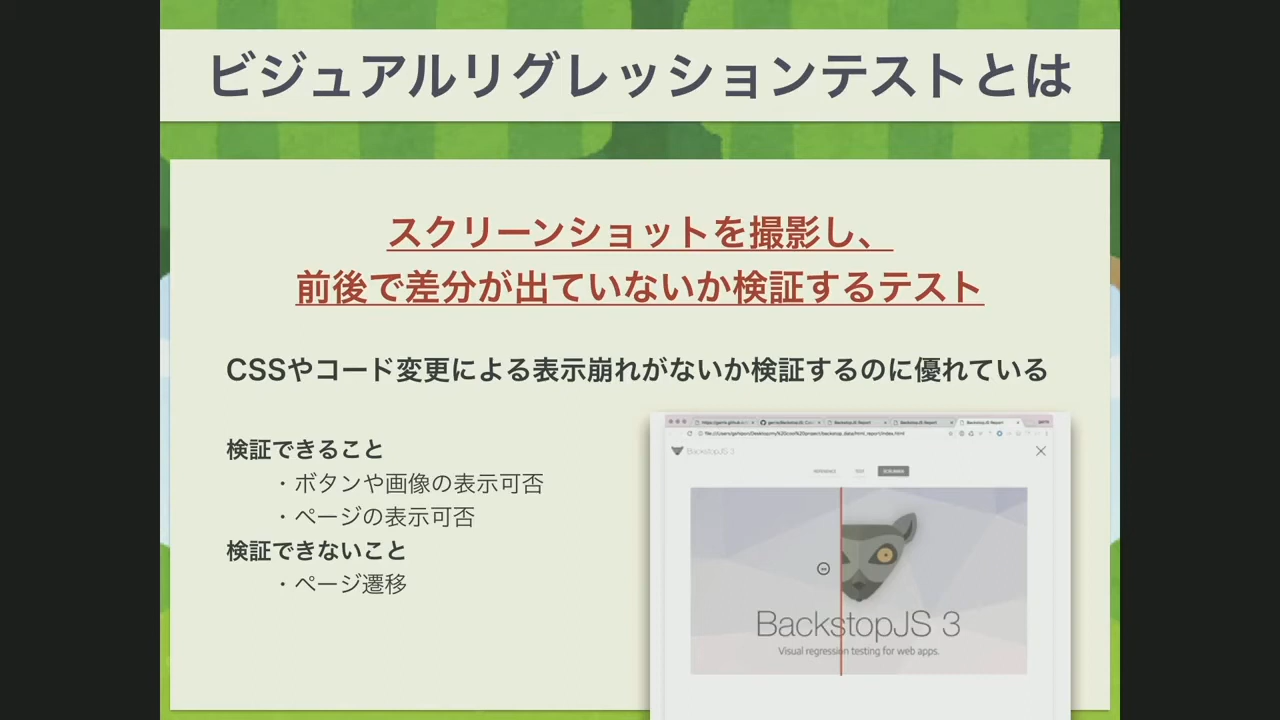 ビジュアルリグレッションテストとは
スクリーンショットを撮影し、
前後で差分が出ていないか検証するテスト
CSSやコード変更による表示崩れがないか検証するのに優れている
検証できること
・ボタンや画像の表示可否
・ページの表示可否
検証できないこと
・ページ遷移
BackstopJS 3
REFERENCE TEST SCRUBBER
BackstopJS 3
Visual regression testing for web apps.